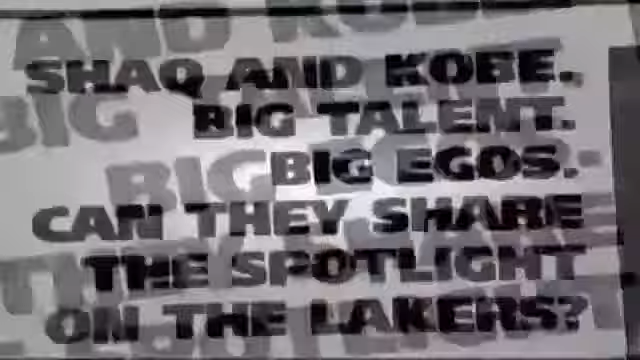 SHAQ AND KOBE.
BIG TALENT.
BIG EGOS.
CAN THEY SHARE
THE SPOTLIGHT
ON THE LAKERS?